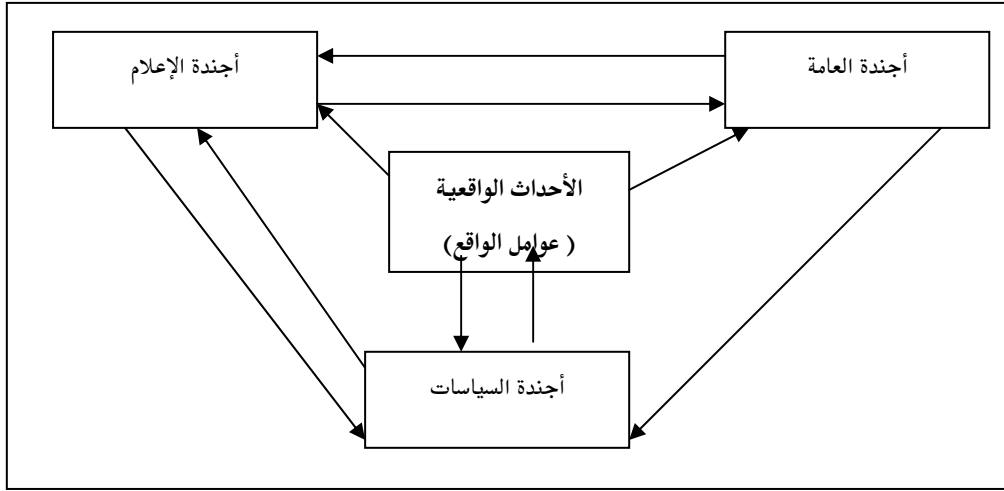 أجندة العامة
أجندة الإعلام
الأحداث الواقعية
( عوامل الواقع)
أجندة السياسات